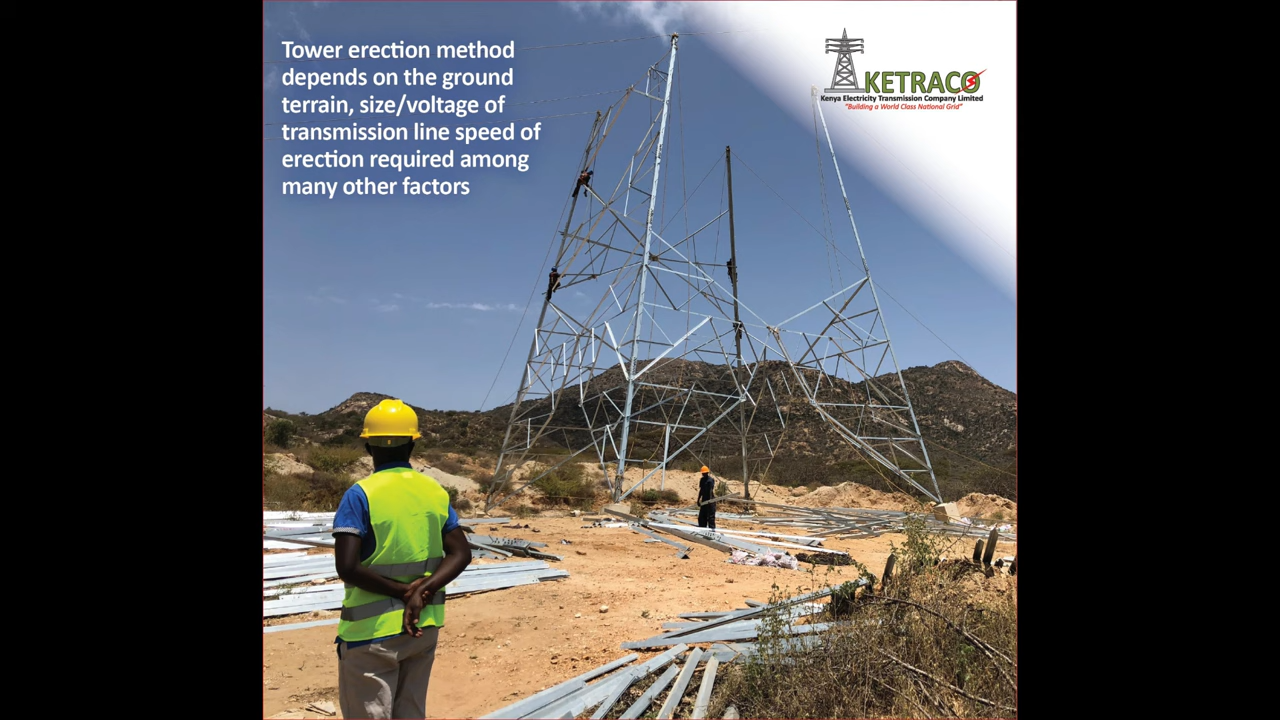 Tower erection method
depends on the ground
terrain, size/voltage of
transmission line speed of
erection required among
many other factors
KETRACO
Kenya Electricity Transmission Company Limited
"Building a World Class National Grid"